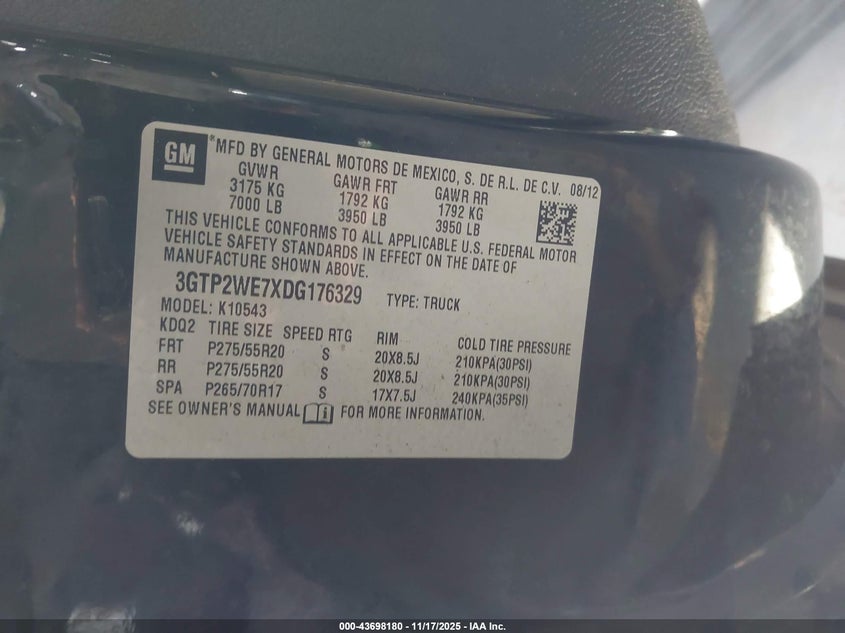 GM
*MFD BY GENERAL MOTORS DE MEXICO, S. DE R.L. DE C.V. 08/12
GVWR GAWR FRT GAWR RR
3175 KG 1792 KG 1792 KG
7000 LB 3950 LB 3950 LB
THIS VEHICLE CONFORMS TO ALL APPLICABLE U.S. FEDERAL MOTOR
VEHICLE SAFETY STANDARDS IN EFFECT ON THE DATE OF
MANUFACTURE SHOWN ABOVE.
3GTP2WE7XDG176329 TYPE: TRUCK
MODEL: K10543
KDQ2 TIRE SIZE SPEED RTG RIM COLD TIRE PRESSURE
FRT P275/55R20 S 20X8.5J 210KPA(30PSI)
RR P275/55R20 S 20X8.5J 210KPA(30PSI)
SPA P265/70R17 S 17X7.5J 240KPA(35PSI)
SEE OWNER'S MANUAL i FOR MORE INFORMATION.
000-43698180 - 11/17/2025 - IAA Inc.